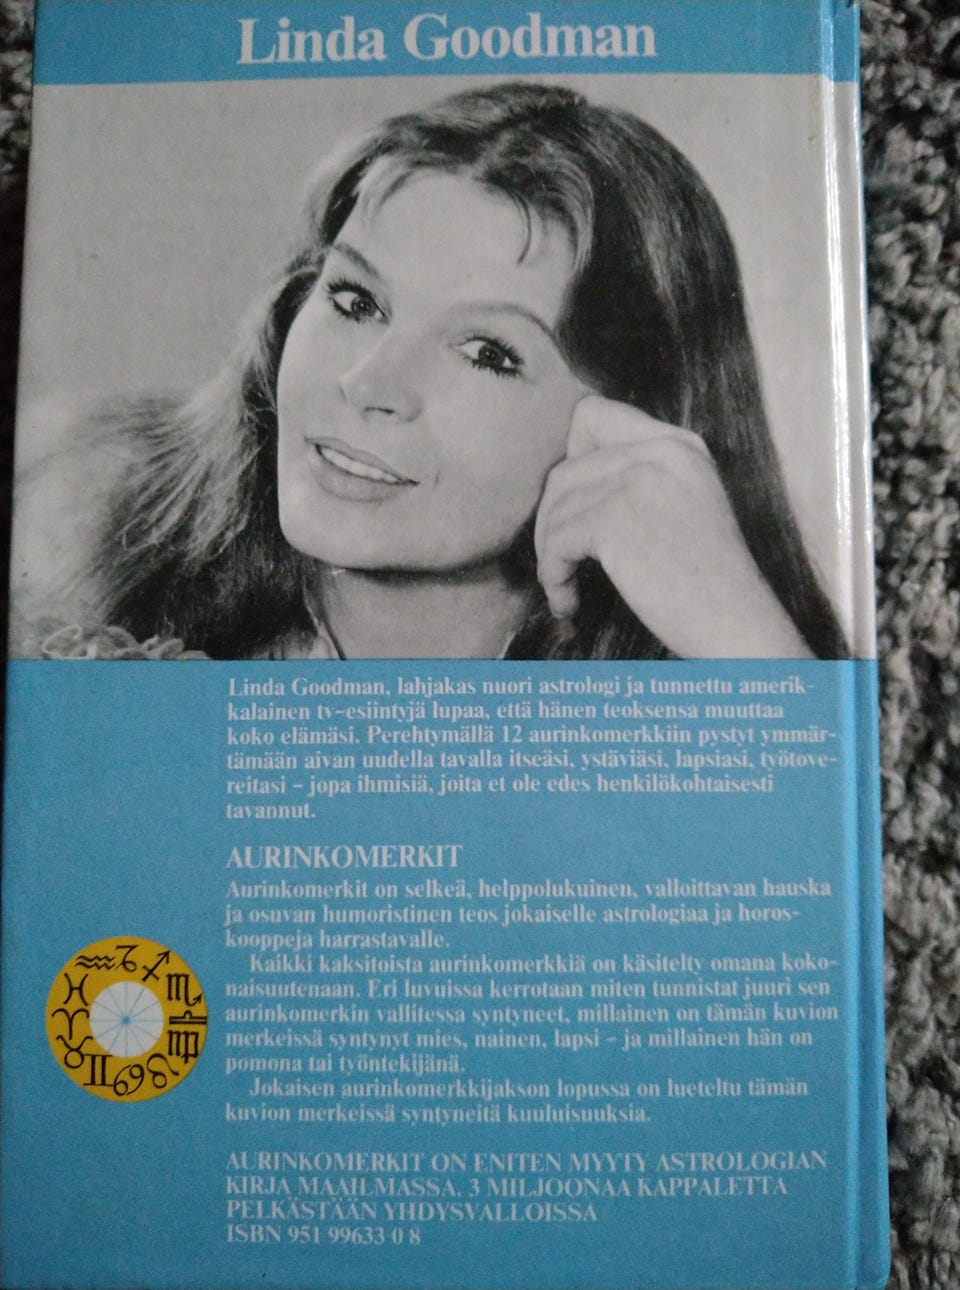 Linda Goodman
Linda Goodman, lahjakas nuori astrologi ja tunnettu amerik-
kalainen tv-esiintyjä lupaa, että hänen teoksensa muuttaa
koko elämäsi. Perehtymällä 12 aurinkomerkkiin pystyt ymmär-
tämään aivan uudella tavalla itseäsi, ystäviäsi, lapsiasi, työtove-
reitasi – jopa ihmisiä, joita et ole edes henkilökohtaisesti
tavannut.
AURINKOMERKIT
Aurinkomerkit on selkeä, helppolukuinen, valloittavan hauska
ja osuvan humoristinen teos jokaiselle astrologiaa ja horos-
kooppeja harrastavalle.
Kaikki kaksitoista aurinkomerkkiä on käsitelty omana koko-
naisuutenaan. Eri luvuissa kerrotaan miten tunnistat juuri sen
aurinkomerkin vallitessa syntyneet, millainen on tämän kuvion
merkeissä syntynyt mies, nainen, lapsi – ja millainen hän on
pomona tai työntekijänä.
Jokaisen aurinkomerkkijakson lopussa on lueteltu tämän
kuvion merkeissä syntyneitä kuuluisuuksia.
AURINKOMERKIT ON ENITEN MYYTY ASTROLOGIAN
KIRJA MAAILMASSA. 3 MILJOONAA KAPPALETTA
PELKÄSTÄÄN YHDYSVALLOISSA
ISBN 951 99633 0 8